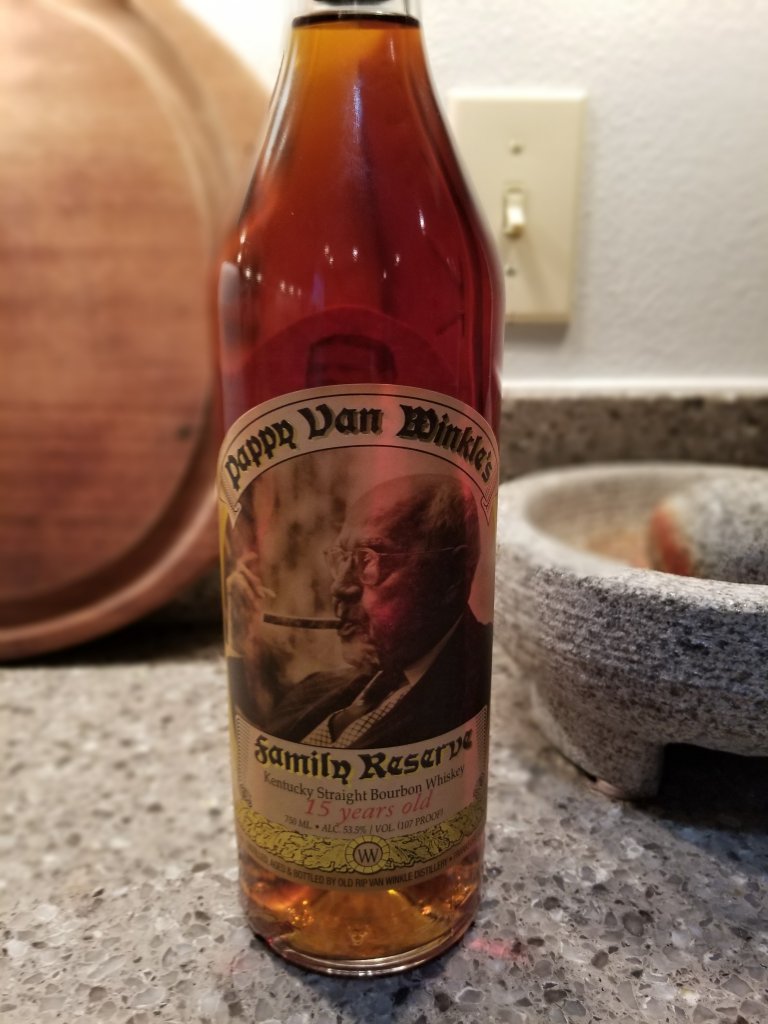 Pappy Van Winkle's
Family Reserve
Kentucky Straight Bourbon Whiskey
15 years old
750 ML. • ALC. 53.5% / VOL. (107 PROOF)
VW
AGED & BOTTLED BY OLD RIP VAN WINKLE DISTILLERY •